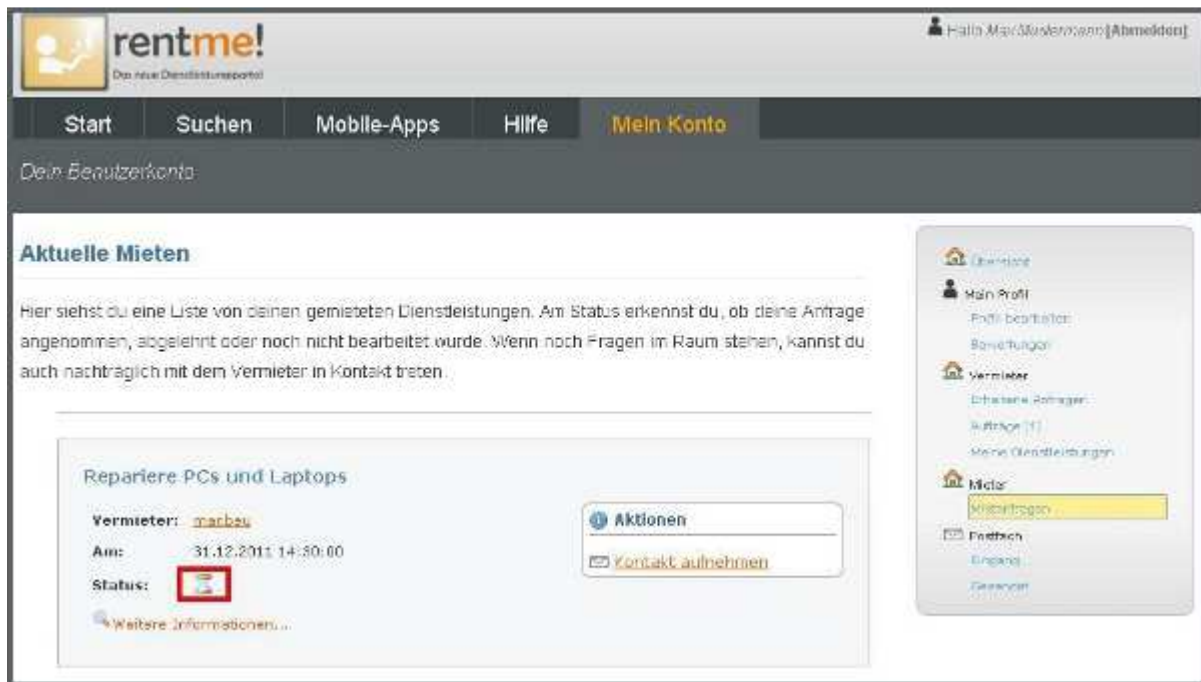 rentme!
Das neue Dienstleistungsportal
Hallo Max Mustermann [Abmelden]
Start Suchen Mobile-Apps Hilfe Mein Konto
Dein Benutzerkonto
Aktuelle Mieten
Hier siehst du eine Liste von deinen gemieteten Dienstleistungen. Am Status erkennst du, ob deine Anfrage
angenommen, abgelehnt oder noch nicht bearbeitet wurde. Wenn noch Fragen im Raum stehen, kannst du
auch nachträglich mit dem Vermieter in Kontakt treten.
Repariere PCs und Laptops
Vermieter:
Am: 31.12.2011 14:30:00
Status:
Weitere Informationen...
Aktionen
Kontakt aufnehmen
Übersicht
Mein Profil
Profil bearbeiten
Bewertungen
Vermieter
Erhaltene Anfragen
Aufträge (1)
Meine Dienstleistungen
Mieter
Mietanfragen
Postfach
Eingang
Gesendet